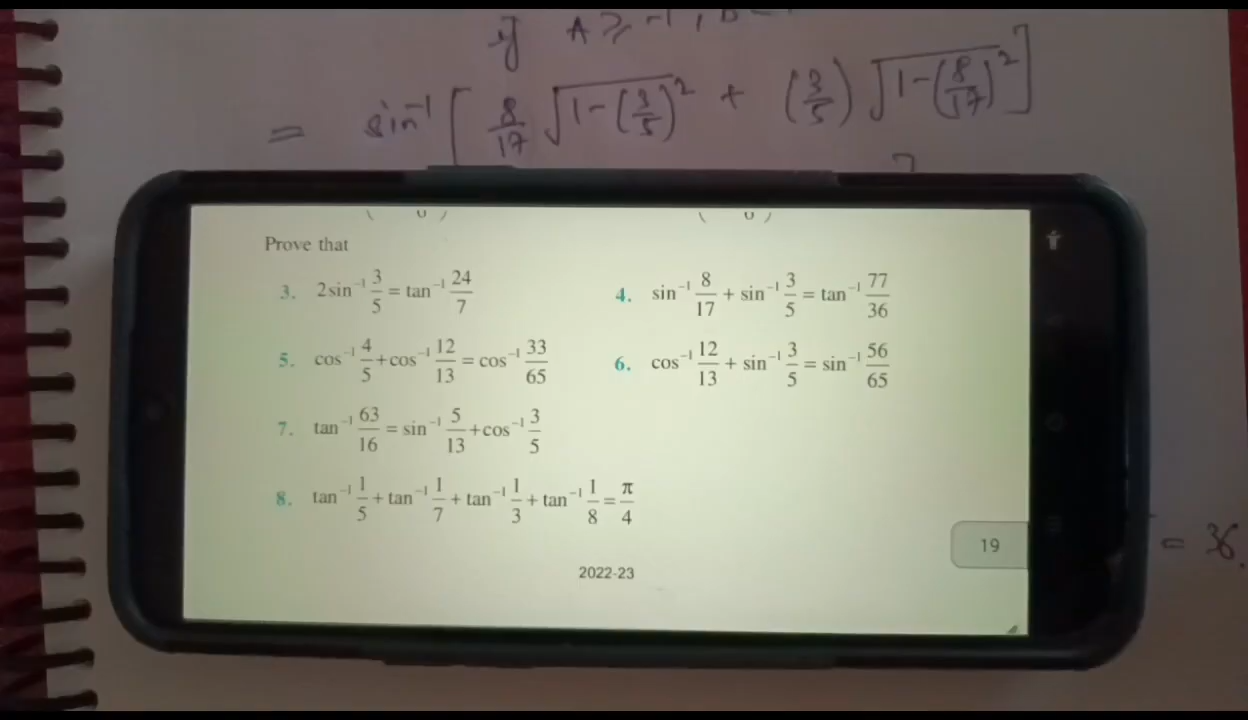 if A ≥ -1,
= sin⁻¹ [ 8/17 √1-(3/5)² + (3/5) √1-(8/17)² ]
Prove that
3. 2sin⁻¹ 3/5 = tan⁻¹ 24/7
4. sin⁻¹ 8/17 + sin⁻¹ 3/5 = tan⁻¹ 77/36
5. cos⁻¹ 4/5 + cos⁻¹ 12/13 = cos⁻¹ 33/65
6. cos⁻¹ 12/13 + sin⁻¹ 3/5 = sin⁻¹ 56/65
7. tan⁻¹ 63/16 = sin⁻¹ 5/13 + cos⁻¹ 3/5
8. tan⁻¹ 1/5 + tan⁻¹ 1/7 + tan⁻¹ 1/3 + tan⁻¹ 1/8 = π/4
19
= 36.
2022-23